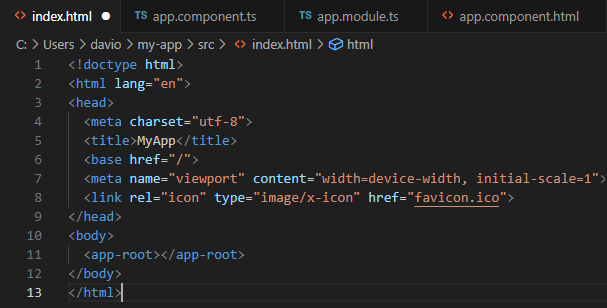 index.html
TS app.component.ts
TS app.module.ts
app.component.html
C: > Users > davio > my-app > src > index.html > html
1 <!doctype html>
2 <html lang="en">
3 <head>
4   <meta charset="utf-8">
5   <title>MyApp</title>
6   <base href="/">
7   <meta name="viewport" content="width=device-width, initial-scale=1">
8   <link rel="icon" type="image/x-icon" href="favicon.ico">
9 </head>
10 <body>
11   <app-root></app-root>
12 </body>
13 </html>